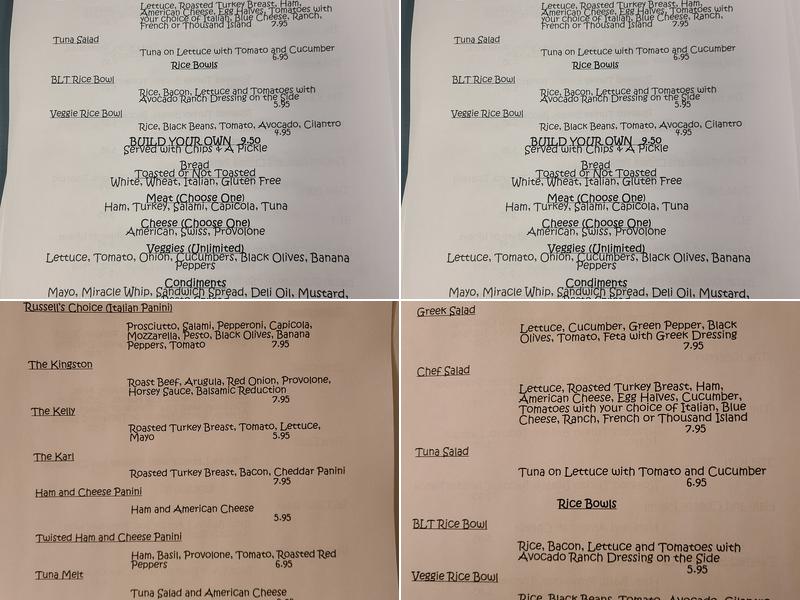 Lettuce, Roasted Turkey Breast, Ham,
American Cheese, Egg Halves, Tomatoes with
your choice of Italian, Blue Cheese, Ranch,
French or Thousand Island 7.95
Tuna Salad
Tuna on Lettuce with Tomato and Cucumber
6.95
Rice Bowls
BLT Rice Bowl
Rice, Bacon, Lettuce and Tomatoes with
Avocado Ranch Dressing on the Side
5.95
Veggie Rice Bowl
Rice, Black Beans, Tomato, Avocado, Cilantro
4.95
BUILD YOUR OWN 9.50
Served with Chips & A Pickle
Bread
Toasted or Not Toasted
White, Wheat, Italian, Gluten Free
Meat (Choose One)
Ham, Turkey, Salami, Capicola, Tuna
Cheese (Choose One)
American, Swiss, Provolone
Veggies (Unlimited)
Lettuce, Tomato, Onion, Cucumbers, Black Olives, Banana
Peppers
Condiments
Mayo, Miracle Whip, Sandwich Spread, Deli Oil, Mustard,
Lettuce, Roasted Turkey Breast, Ham,
American Cheese, Egg Halves, Tomatoes with
your choice of Italian, Blue Cheese, Ranch,
French or Thousand Island 7.95
Tuna Salad
Tuna on Lettuce with Tomato and Cucumber
6.95
Rice Bowls
BLT Rice Bowl
Rice, Bacon, Lettuce and Tomatoes with
Avocado Ranch Dressing on the Side
5.95
Veggie Rice Bowl
Rice, Black Beans, Tomato, Avocado, Cilantro
4.95
BUILD YOUR OWN 9.50
Served with Chips & A Pickle
Bread
Toasted or Not Toasted
White, Wheat, Italian, Gluten Free
Meat (Choose One)
Ham, Turkey, Salami, Capicola, Tuna
Cheese (Choose One)
American, Swiss, Provolone
Veggies (Unlimited)
Lettuce, Tomato, Onion, Cucumbers, Black Olives, Banana
Peppers
Condiments
Mayo, Miracle Whip, Sandwich Spread, Deli Oil, Mustard,
Russell's Choice (Italian Panini)
Prosciutto, Salami, Pepperoni, Capicola,
Mozzarella, Pesto, Black Olives, Banana
Peppers, Tomato 7.95
The Kingston
Roast Beef, Arugula, Red Onion, Provolone,
Horsey Sauce, Balsamic Reduction
7.95
The Kelly
Roasted Turkey Breast, Tomato, Lettuce,
Mayo 5.95
The Karl
Roasted Turkey Breast, Bacon, Cheddar Panini
7.95
Ham and Cheese Panini
Ham and American Cheese
5.95
Twisted Ham and Cheese Panini
Ham, Basil, Provolone, Tomato, Roasted Red
Peppers 6.95
Tuna Melt
Tuna Salad and American Cheese
Greek Salad
Lettuce, Cucumber, Green Pepper, Black
Olives, Tomato, Feta with Greek Dressing
7.95
Chef Salad
Lettuce, Roasted Turkey Breast, Ham,
American Cheese, Egg Halves, Cucumber,
Tomatoes with your choice of Italian, Blue
Cheese, Ranch, French or Thousand Island
7.95
Tuna Salad
Tuna on Lettuce with Tomato and Cucumber
6.95
Rice Bowls
BLT Rice Bowl
Rice, Bacon, Lettuce and Tomatoes with
Avocado Ranch Dressing on the Side
5.95
Veggie Rice Bowl
Rice, Black Beans, Tomato, Avocado, Cilantro